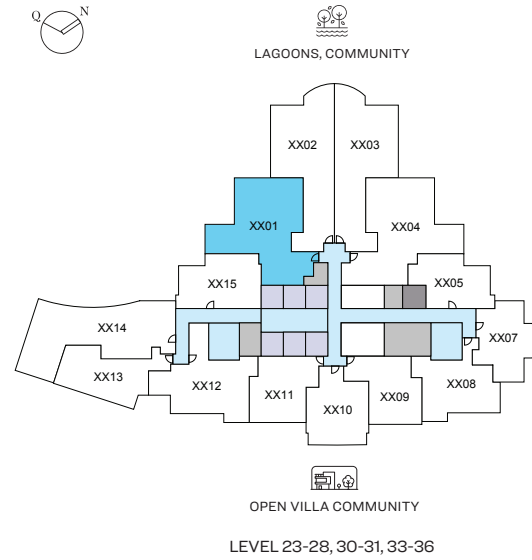 Q N
LAGOONS, COMMUNITY
XX02 XX03
XX01 XX04
XX15 XX05
XX14 XX07
XX13 XX12 XX11 XX10 XX09 XX08
OPEN VILLA COMMUNITY
LEVEL 23-28, 30-31, 33-36